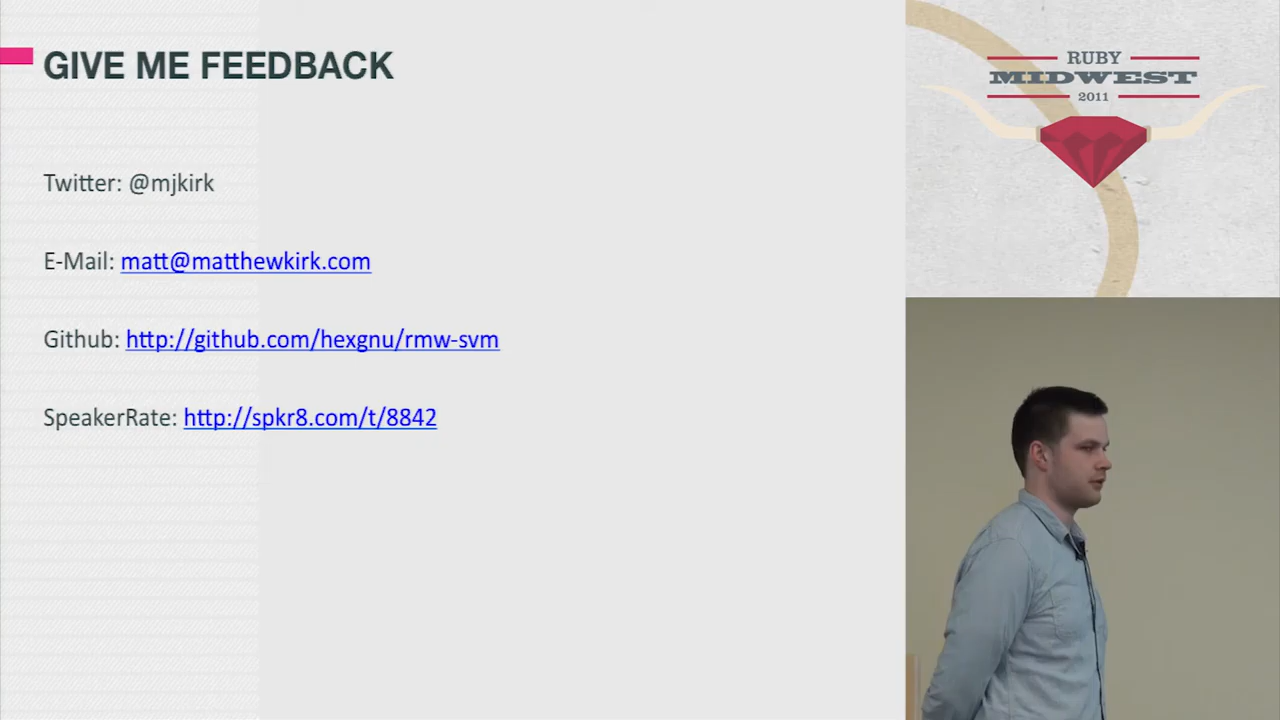 GIVE ME FEEDBACK
Twitter: @mjkirk
E-Mail: matt@matthewkirk.com
Github: http://github.com/hexgnu/rmw-svm
SpeakerRate: http://spkr8.com/t/8842
RUBY
MIDWEST
2011